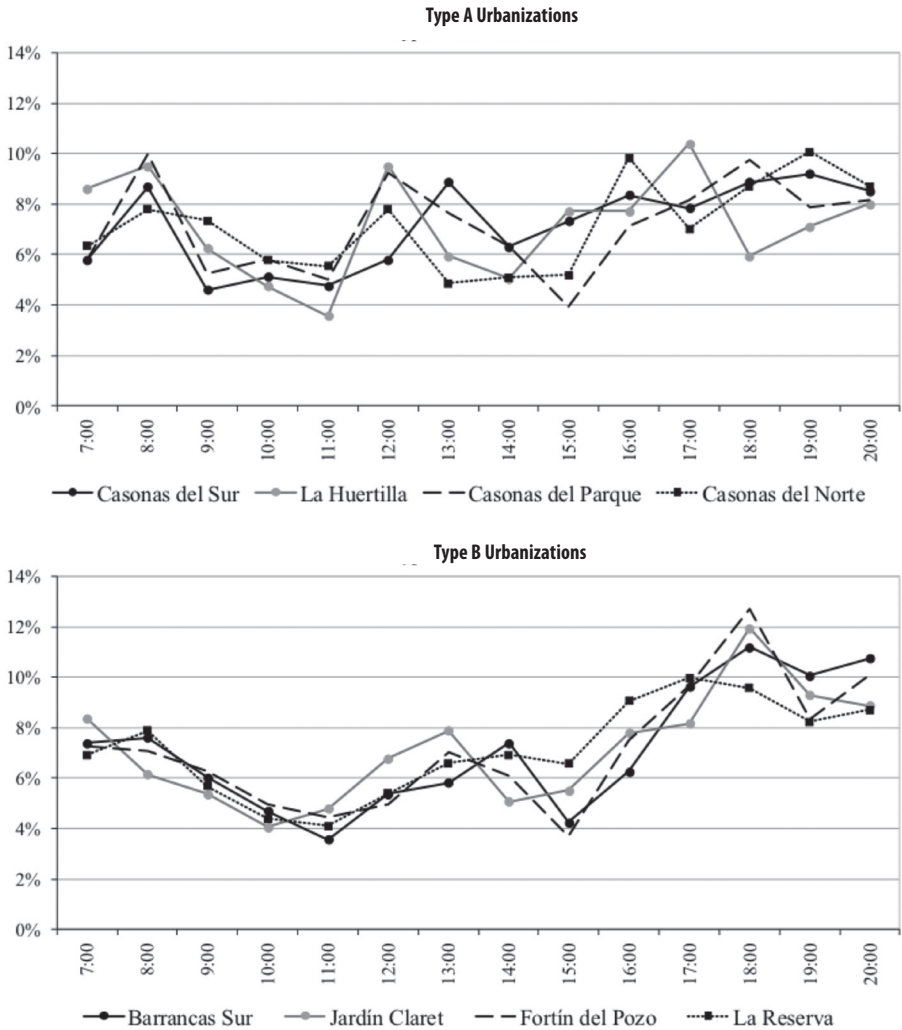 Type A Urbanizations
14%
12%
10%
8%
6%
4%
2%
0%
7:00 8:00 9:00 10:00 11:00 12:00 13:00 14:00 15:00 16:00 17:00 18:00 19:00 20:00
Casonas del Sur La Huertilla Casonas del Parque Casonas del Norte
Type B Urbanizations
14%
12%
10%
8%
6%
4%
2%
0%
7:00 8:00 9:00 10:00 11:00 12:00 13:00 14:00 15:00 16:00 17:00 18:00 19:00 20:00
Barrancas Sur Jardín Claret Fortín del Pozo La Reserva